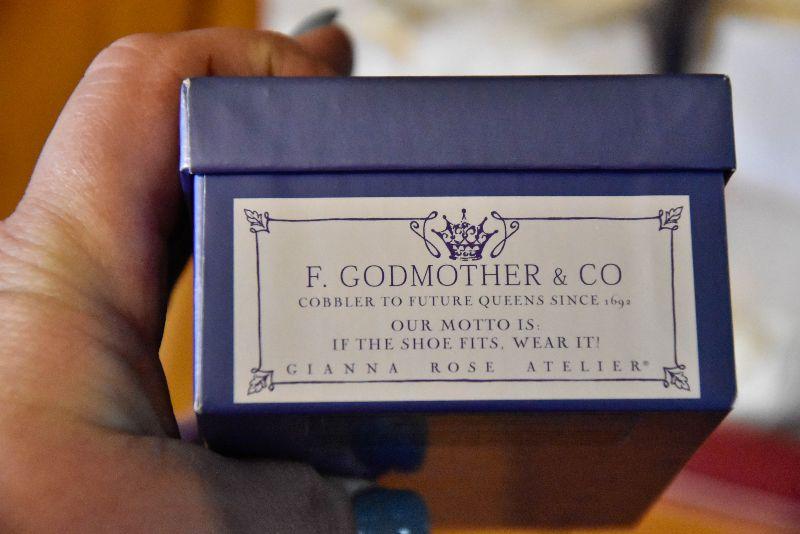 F. GODMOTHER & CO
COBBLER TO FUTURE QUEENS SINCE 1692
OUR MOTTO IS:
IF THE SHOE FITS, WEAR IT!
GIANNA ROSE ATELIER®